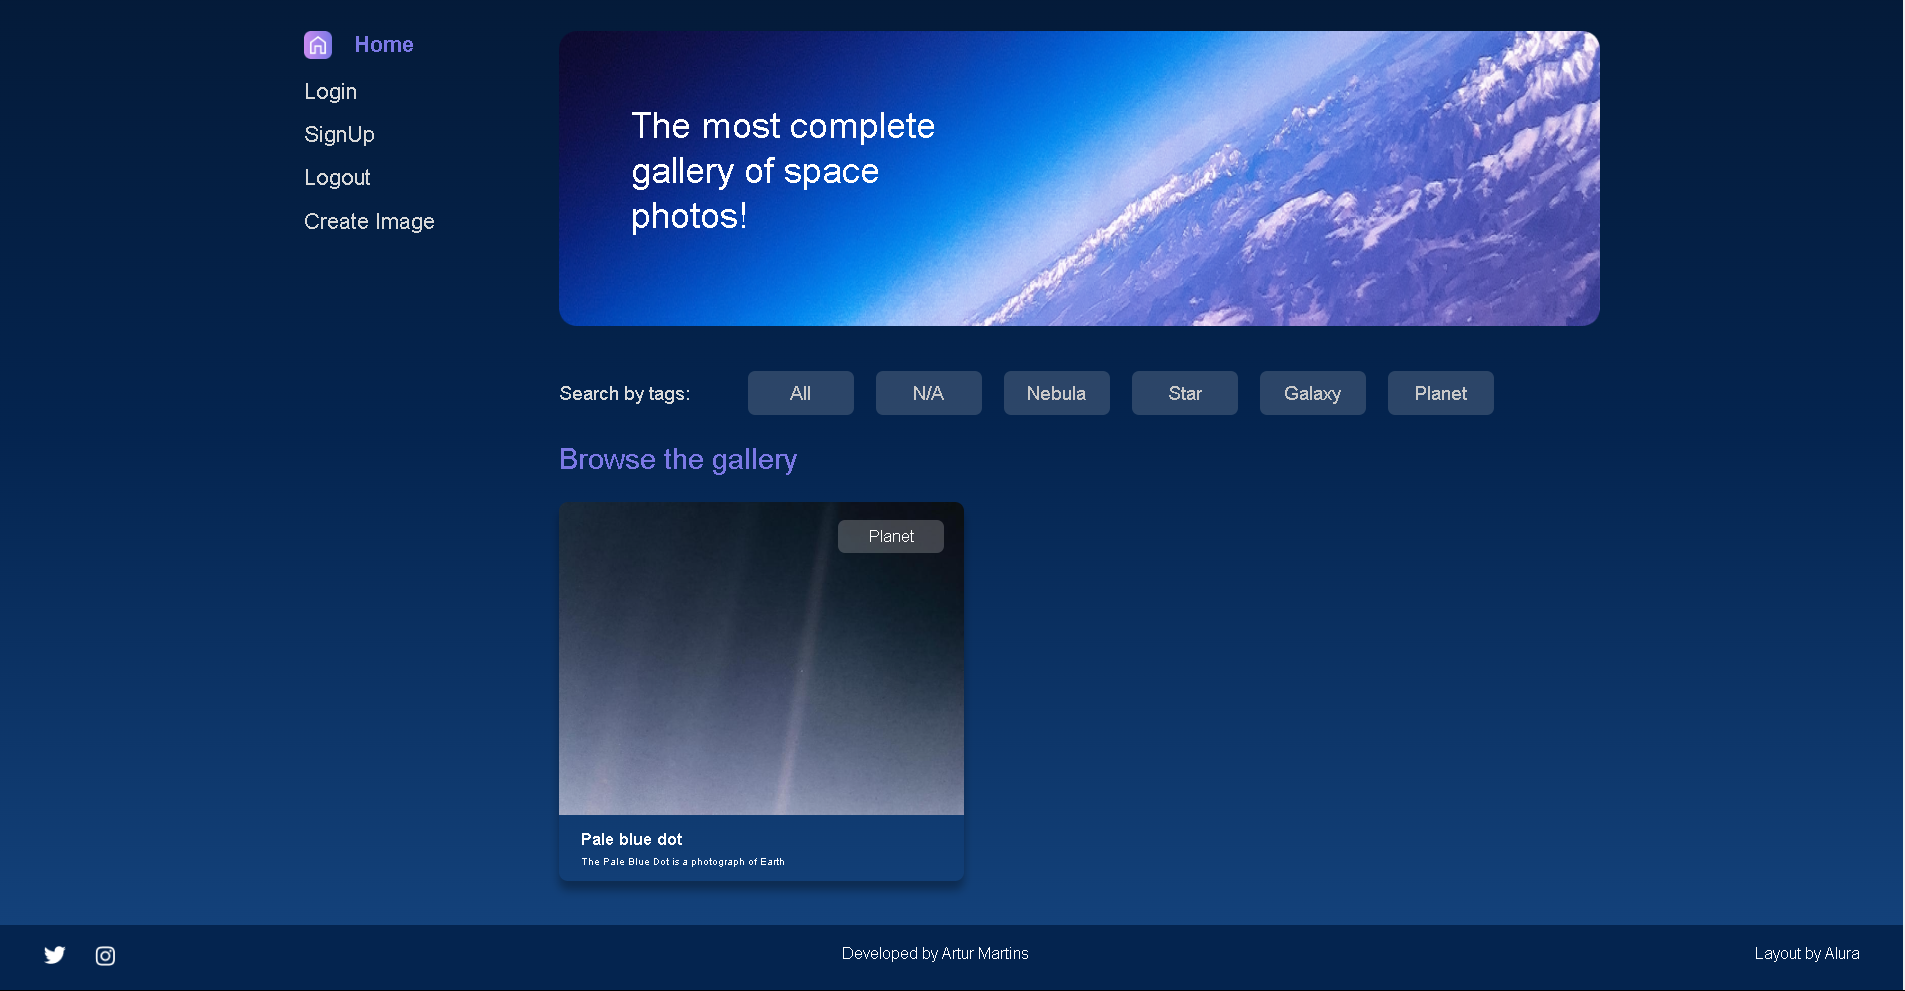 Home
Login
SignUp
Logout
Create Image
The most complete
gallery of space
photos!
Search by tags:
All
N/A
Nebula
Star
Galaxy
Planet
Browse the gallery
Planet
Pale blue dot
The Pale Blue Dot is a photograph of Earth
Developed by Artur Martins
Layout by Alura